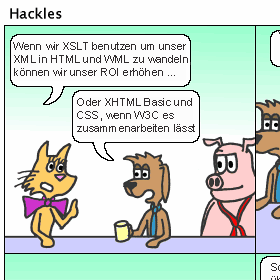 Hackles
Wenn wir XSLT benutzen um unser
XML in HTML und WML zu wandeln
können wir unser ROI erhöhen ...
Oder XHTML Basic und
CSS, wenn W3C es
zusammenarbeiten lässt